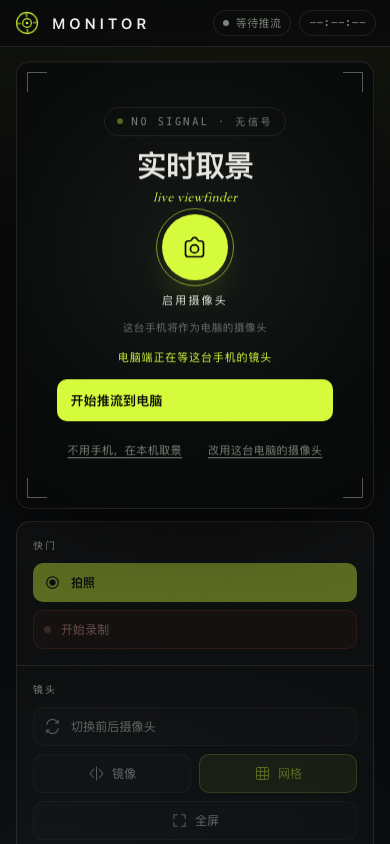 MONITOR
等待推流
--:--:--
NO SIGNAL · 无信号
实时取景
live viewfinder
启用摄像头
这台手机将作为电脑的摄像头
电脑端正在等这台手机的镜头
开始推流到电脑
不用手机，在本机取景
改用这台电脑的摄像头
快门
拍照
开始录制
镜头
切换前后摄像头
镜像
网格
全屏